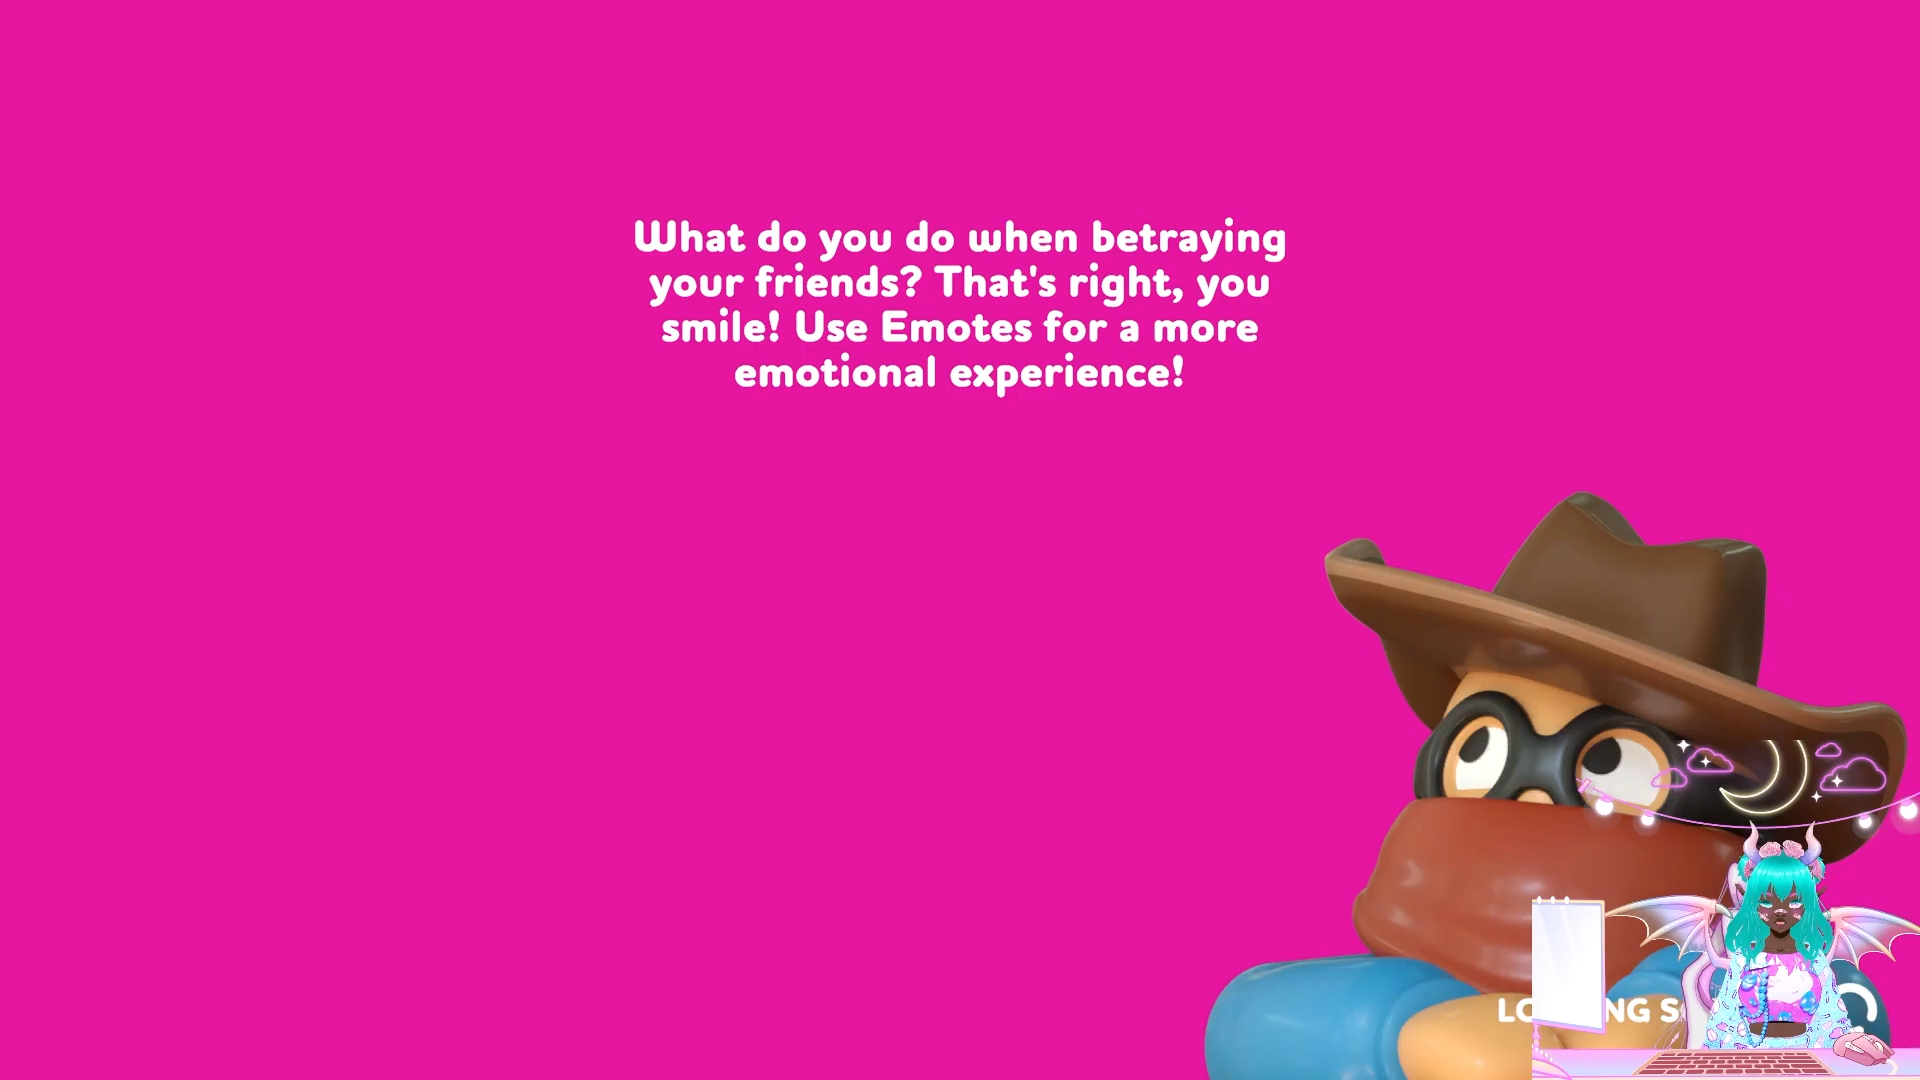 What do you do when betraying
your friends? That's right, you
smile! Use Emotes for a more
emotional experience!